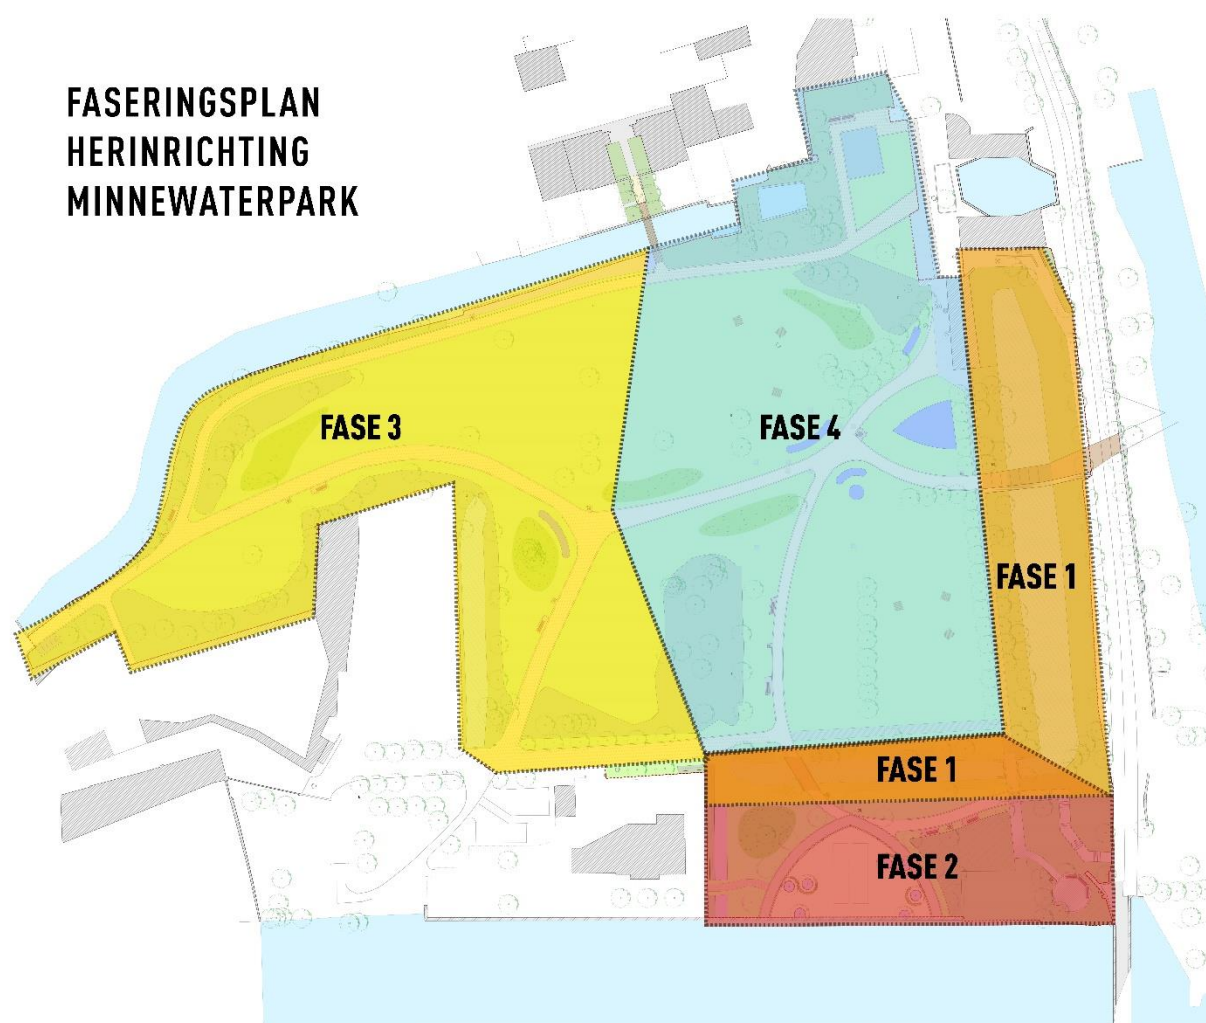 FASERINGSPLAN
HERINRICHTING
MINNEWATERPARK
FASE 3
FASE 4
FASE 1
FASE 1
FASE 2